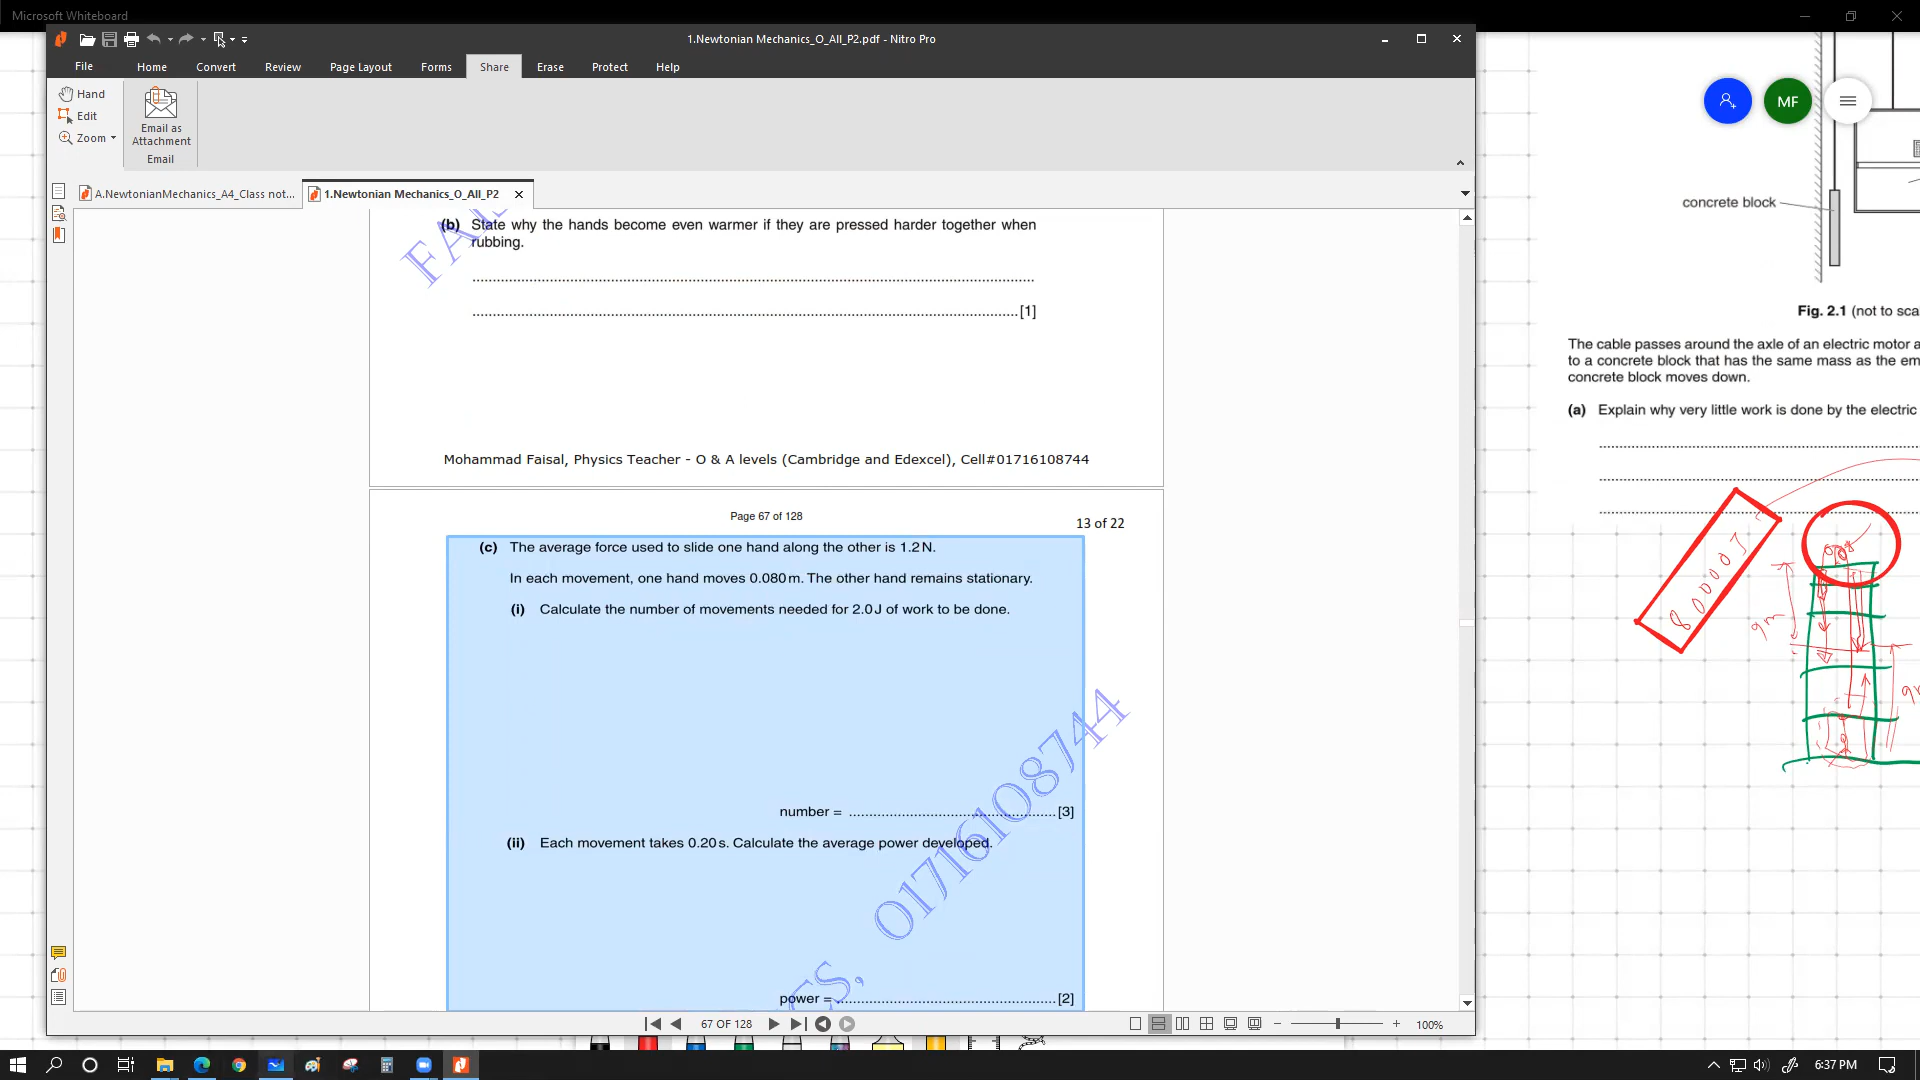 Microsoft Whiteboard
1.Newtonian Mechanics_O_All_P2.pdf - Nitro Pro
File
Home
Convert
Review
Page Layout
Forms
Share
Erase
Protect
Help
Hand
Edit
Zoom
Email as
Attachment
Email
A.NewtonianMechanics_A4_Class not...
1.Newtonian Mechanics_O_All_P2
(b) State why the hands become even warmer if they are pressed harder together when
rubbing.
[1]
Mohammad Faisal, Physics Teacher - O & A levels (Cambridge and Edexcel), Cell#01716108744
Page 67 of 128
13 of 22
(c) The average force used to slide one hand along the other is 1.2 N.
In each movement, one hand moves 0.080 m. The other hand remains stationary.
(i) Calculate the number of movements needed for 2.0 J of work to be done.
number = [3]
(ii) Each movement takes 0.20 s. Calculate the average power developed.
power = [2]
01716108744
67 OF 128
100%
MF
concrete block
Fig. 2.1 (not to sca
The cable passes around the axle of an electric motor a
to a concrete block that has the same mass as the em
concrete block moves down.
(a) Explain why very little work is done by the electric
80000J
9m
6:37 PM